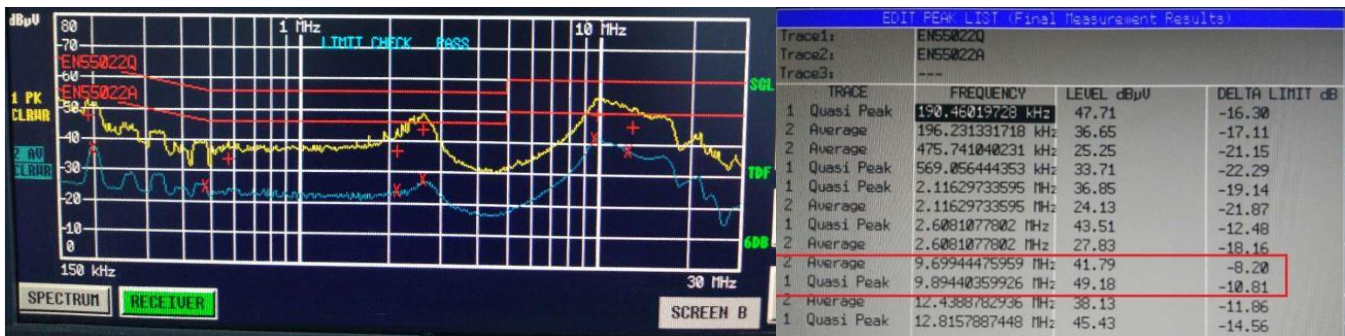 dBµV
80
1 MHz
10 MHz
-70
LIMIT CHECK PASS
EN55022Q
-60
EN55022A
1 PK
CLRWR
-50
SGL
-40
2 AV
CLRWR
-30
TDF
-20
-10
6DB
0
150 kHz
30 MHz
SPECTRUM
RECEIVER
SCREEN B
EDIT PEAK LIST (Final Measurement Results)
Trace1: EN55022Q
Trace2: EN55022A
Trace3: ---
TRACE FREQUENCY LEVEL dBµV DELTA LIMIT dB
1 Quasi Peak 190.46019728 kHz 47.71 -16.30
2 Average 196.231331718 kHz 36.65 -17.11
2 Average 475.741040231 kHz 25.25 -21.15
1 Quasi Peak 569.056444353 kHz 33.71 -22.29
1 Quasi Peak 2.11629733595 MHz 36.85 -19.14
2 Average 2.11629733595 MHz 24.13 -21.87
1 Quasi Peak 2.6081077802 MHz 43.51 -12.48
2 Average 2.6081077802 MHz 27.83 -18.16
2 Average 9.69944475959 MHz 41.79 -8.20
1 Quasi Peak 9.89440359926 MHz 49.18 -10.81
2 Average 12.4388782936 MHz 38.13 -11.86
1 Quasi Peak 12.8157887448 MHz 45.43 -14.56